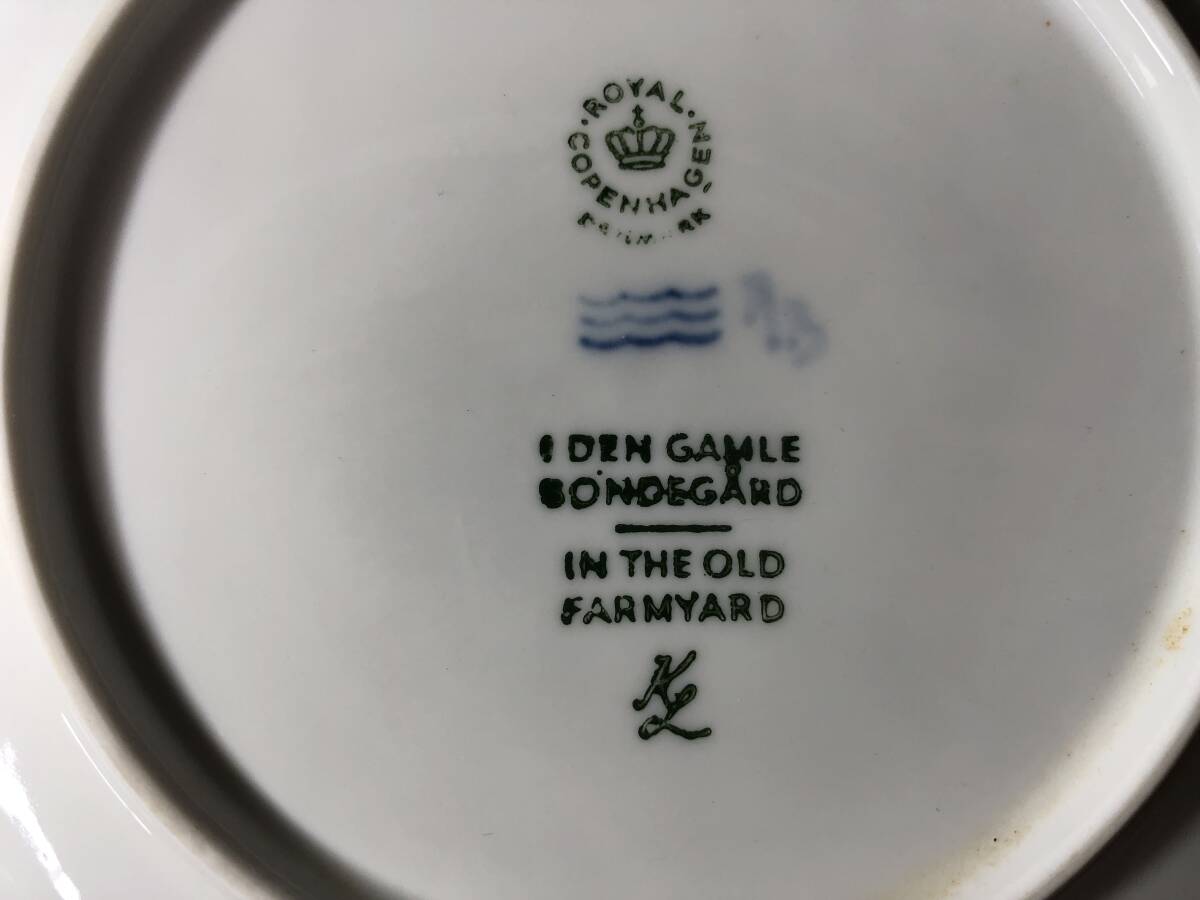 ROYAL
COPENHAGEN
DENMARK
I DEN GAMLE
BONDEGÅRD
IN THE OLD
FARMYARD
KL